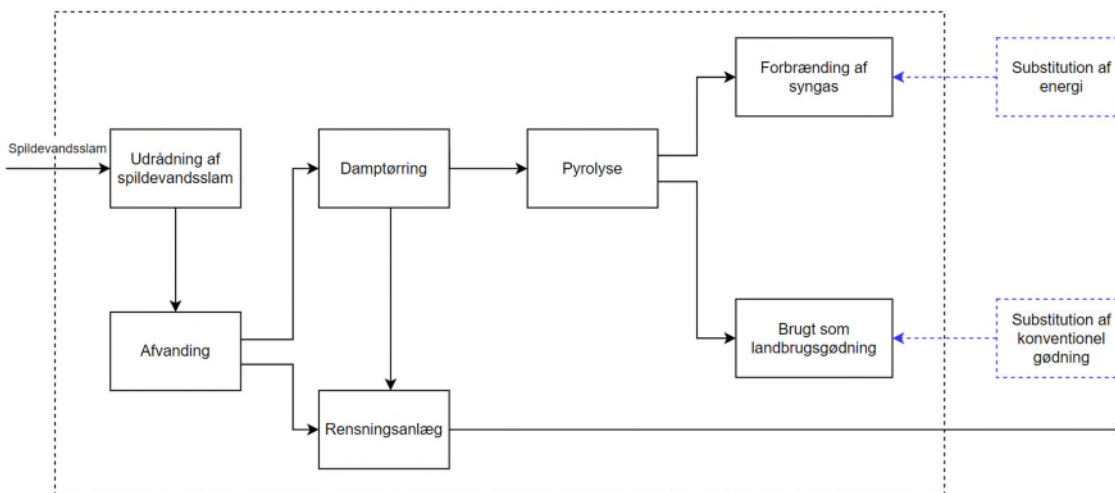 Forbrænding af
syngas
Substitution af
energi
Spildevandsslam
Udrådning af
spildevandsslam
Damptørring
Pyrolyse
Afvanding
Brugt som
landbrugsgødning
Substitution af
konventionel
gødning
Rensningsanlæg